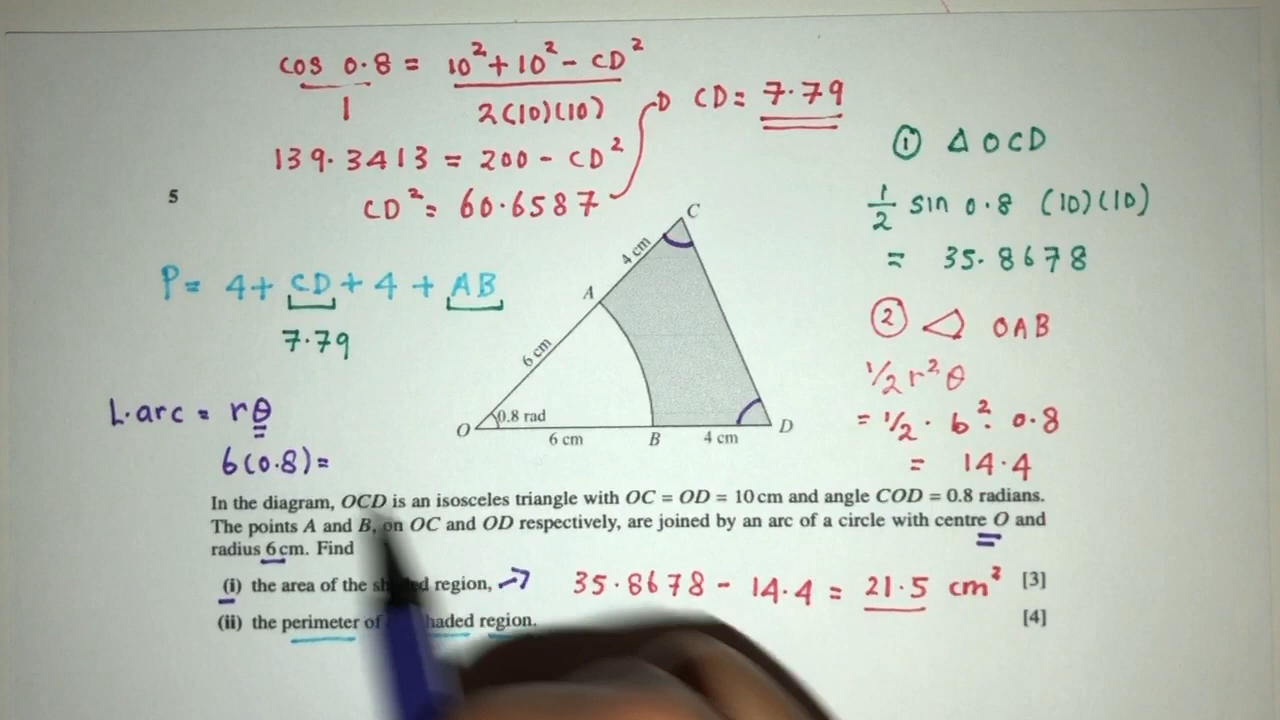 cos 0.8 = 10² + 10² - CD²
1
2(10)(10)
CD = 7.79
139.3413 = 200 - CD²
CD² = 60.6587
① △ OCD
½ sin 0.8 (10)(10)
= 35.8678
5
P = 4 + CD + 4 + AB
7.79
L.arc = rθ
6(0.8) =
C
4 cm
A
6 cm
0.8 rad
O
6 cm
B
4 cm
D
② OAB
½ r² θ
= ½ . 6² . 0.8
= 14.4
In the diagram, OCD is an isosceles triangle with OC = OD = 10 cm and angle COD = 0.8 radians.
The points A and B, on OC and OD respectively, are joined by an arc of a circle with centre O and
radius 6 cm. Find
(i) the area of the region, → 35.8678 - 14.4 = 21.5 cm² [3]
(ii) the perimeter of region. [4]